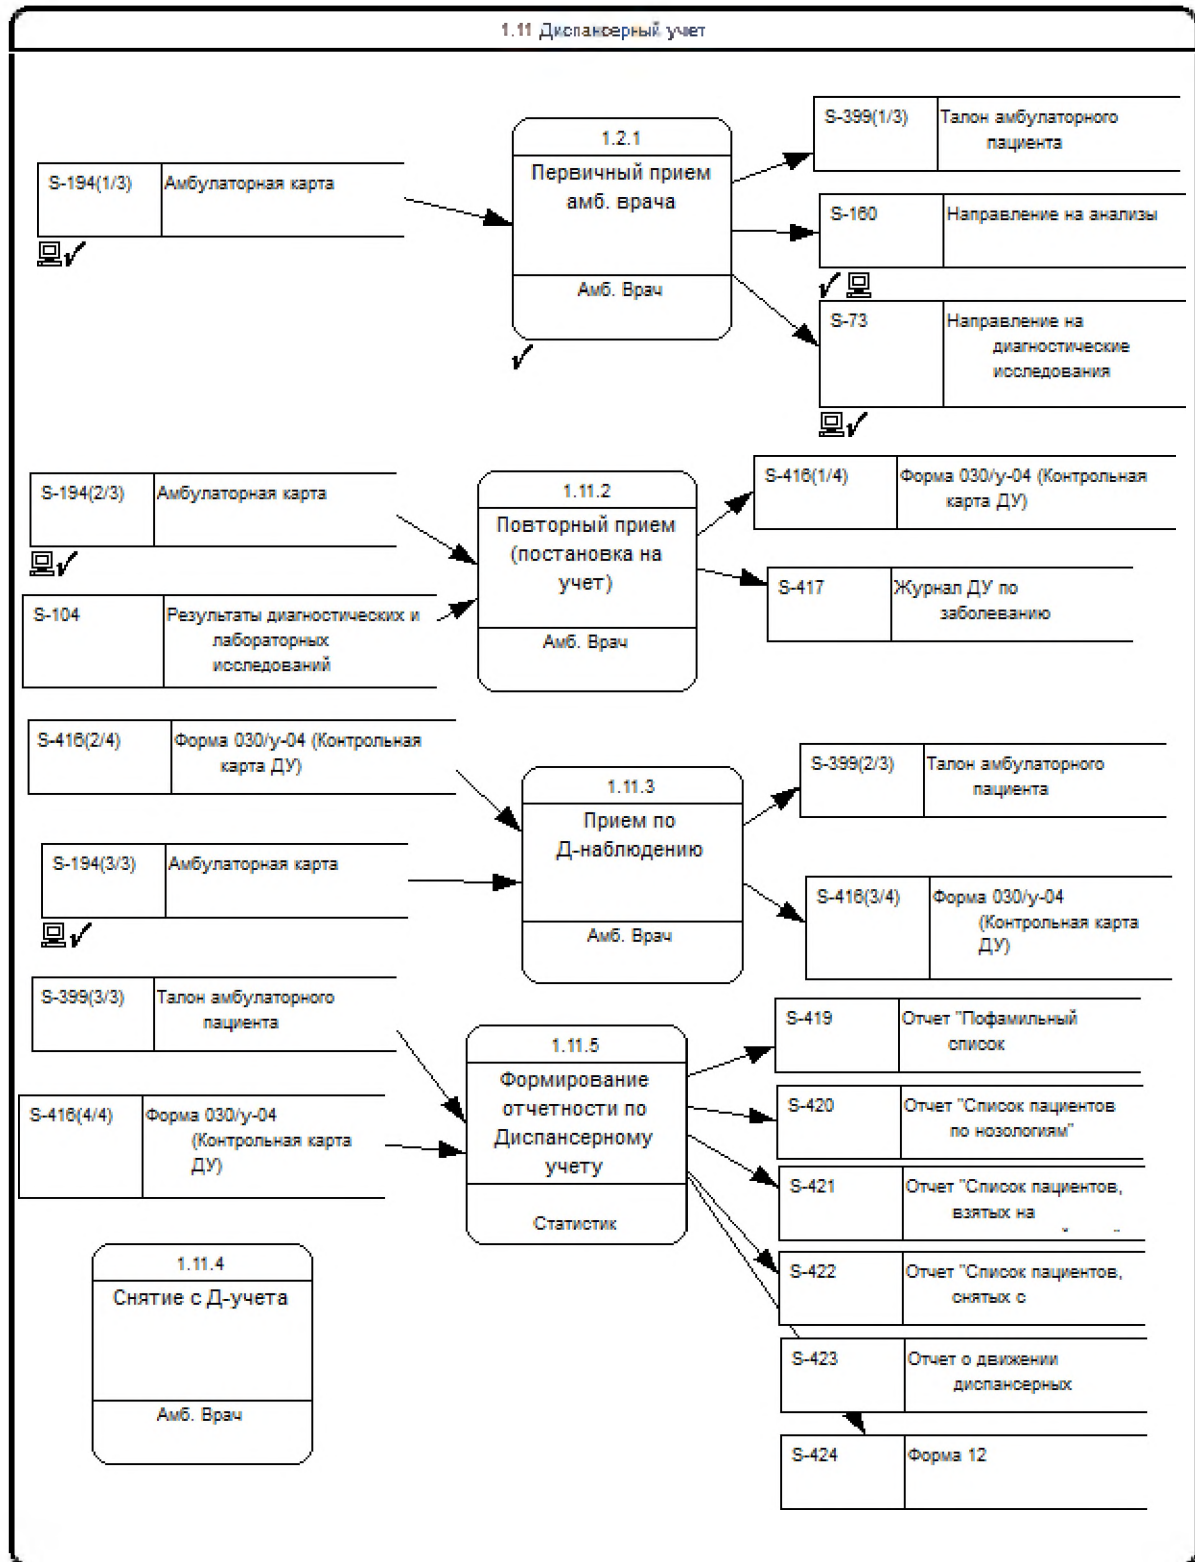 1.11 Диспансерный учет
S-194(1/3)
Амбулаторная карта
1.2.1
Первичный прием
амб. врача
Амб. Врач
S-399(1/3)
Талон амбулаторного
пациента
S-160
Направление на анализы
S-73
Направление на
диагностические
исследования
S-194(2/3)
Амбулаторная карта
S-104
Результаты диагностических и
лабораторных
исследований
1.11.2
Повторный прием
(постановка на
учет)
Амб. Врач
S-416(1/4)
Форма 030/у-04 (Контрольная
карта ДУ)
S-417
Журнал ДУ по
заболеванию
S-416(2/4)
Форма 030/у-04 (Контрольная
карта ДУ)
S-194(3/3)
Амбулаторная карта
1.11.3
Прием по
Д-наблюдению
Амб. Врач
S-399(2/3)
Талон амбулаторного
пациента
S-416(3/4)
Форма 030/у-04
(Контрольная карта
ДУ)
S-399(3/3)
Талон амбулаторного
пациента
S-416(4/4)
Форма 030/у-04
(Контрольная карта
ДУ)
1.11.5
Формирование
отчетности по
Диспансерному
учету
Статистик
S-419
Отчет "Пофамильный
список
S-420
Отчет "Список пациентов
по нозологиям"
S-421
Отчет "Список пациентов,
взятых на
S-422
Отчет "Список пациентов,
снятых с
S-423
Отчет о движении
диспансерных
S-424
Форма 12
1.11.4
Снятие с Д-учета
Амб. Врач